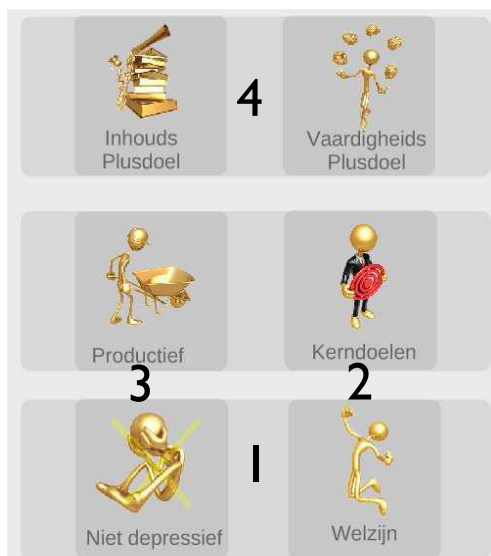 Inhouds
Plusdoel
4
Vaardigheids
Plusdoel
Productief
Kerndoelen
3
2
1
Niet depressief
Welzijn